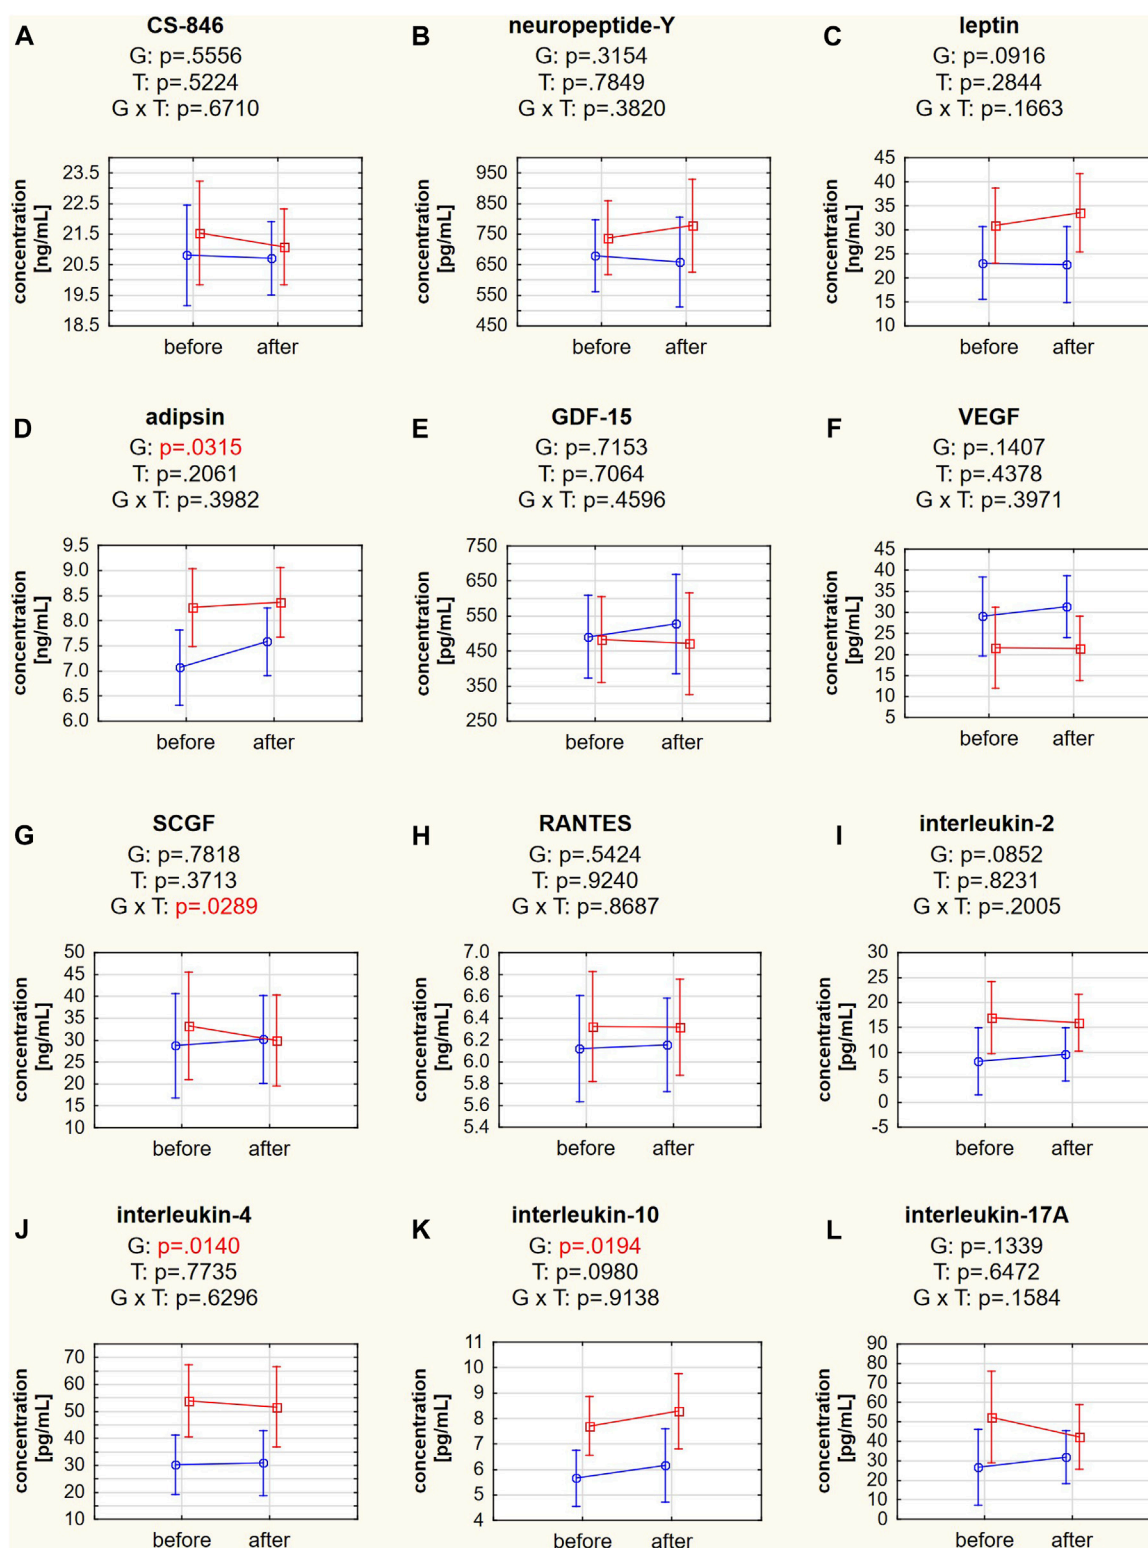 A
CS-846
G: p=.5556
T: p=.5224
G x T: p=.6710
concentration
[ng/mL]
23.5
22.5
21.5
20.5
19.5
18.5
before after
B
neuropeptide-Y
G: p=.3154
T: p=.7849
G x T: p=.3820
concentration
[pg/mL]
950
850
750
650
550
450
before after
C
leptin
G: p=.0916
T: p=.2844
G x T: p=.1663
concentration
[ng/mL]
45
40
35
30
25
20
15
10
before after
D
adipsin
G: p=.0315
T: p=.2061
G x T: p=.3982
concentration
[ng/mL]
9.5
9.0
8.5
8.0
7.5
7.0
6.5
6.0
before after
E
GDF-15
G: p=.7153
T: p=.7064
G x T: p=.4596
concentration
[pg/mL]
750
650
550
450
350
250
before after
F
VEGF
G: p=.1407
T: p=.4378
G x T: p=.3971
concentration
[pg/mL]
45
40
35
30
25
20
15
10
5
before after
G
SCGF
G: p=.7818
T: p=.3713
G x T: p=.0289
concentration
[ng/mL]
50
45
40
35
30
25
20
15
10
before after
H
RANTES
G: p=.5424
T: p=.9240
G x T: p=.8687
concentration
[ng/mL]
7.0
6.8
6.6
6.4
6.2
6.0
5.8
5.6
5.4
before after
I
interleukin-2
G: p=.0852
T: p=.8231
G x T: p=.2005
concentration
[pg/mL]
30
25
20
15
10
5
0
-5
before after
J
interleukin-4
G: p=.0140
T: p=.7735
G x T: p=.6296
concentration
[pg/mL]
70
60
50
40
30
20
10
before after
K
interleukin-10
G: p=.0194
T: p=.0980
G x T: p=.9138
concentration
[pg/mL]
11
10
9
8
7
6
5
4
before after
L
interleukin-17A
G: p=.1339
T: p=.6472
G x T: p=.1584
concentration
[pg/mL]
90
80
70
60
50
40
30
20
10
0
before after